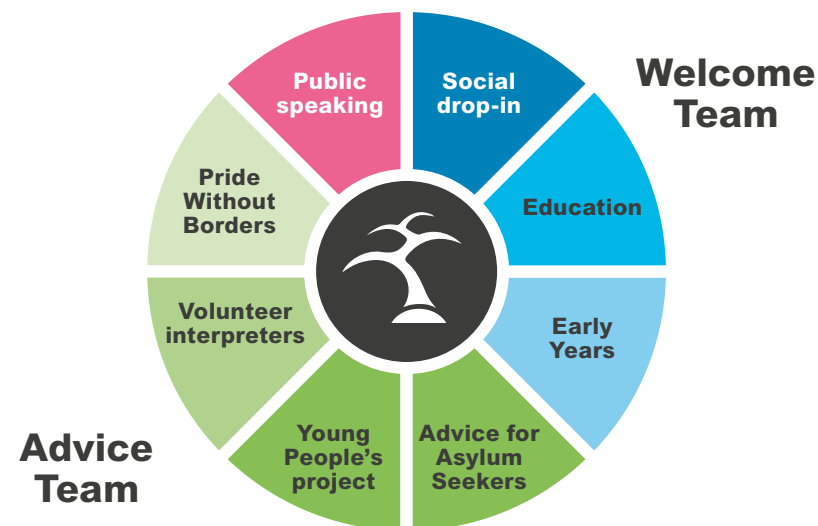 Public
speaking
Social
drop-in
Welcome
Team
Education
Early
Years
Advice for
Asylum
Seekers
Young
People’s
project
Advice
Team
Volunteer
interpreters
Pride
Without
Borders